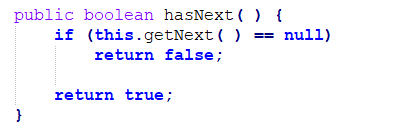 public boolean hasNext( ) {
    if (this.getNext( ) == null)
        return false;

    return true;
}